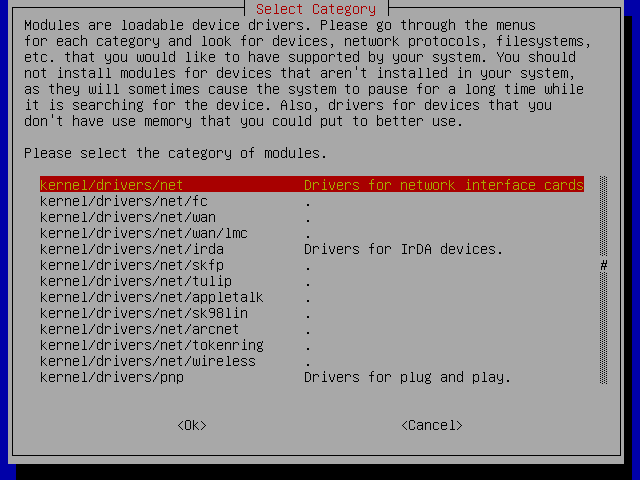 Select Category
Modules are loadable device drivers. Please go through the menus
for each category and look for devices, network protocols, filesystems,
etc. that you would like to have supported by your system. You should
not install modules for devices that aren't installed in your system,
as they will sometimes cause the system to pause for a long time while
it is searching for the device. Also, drivers for devices that you
don't have use memory that you could put to better use.
Please select the category of modules.
kernel/drivers/net Drivers for network interface cards
kernel/drivers/net/fc .
kernel/drivers/net/wan .
kernel/drivers/net/wan/lmc .
kernel/drivers/net/irda Drivers for IrDA devices.
kernel/drivers/net/skfp . #
kernel/drivers/net/tulip .
kernel/drivers/net/appletalk .
kernel/drivers/net/sk98lin .
kernel/drivers/net/arcnet .
kernel/drivers/net/tokenring .
kernel/drivers/net/wireless .
kernel/drivers/pnp Drivers for plug and play.
<Ok> <Cancel>